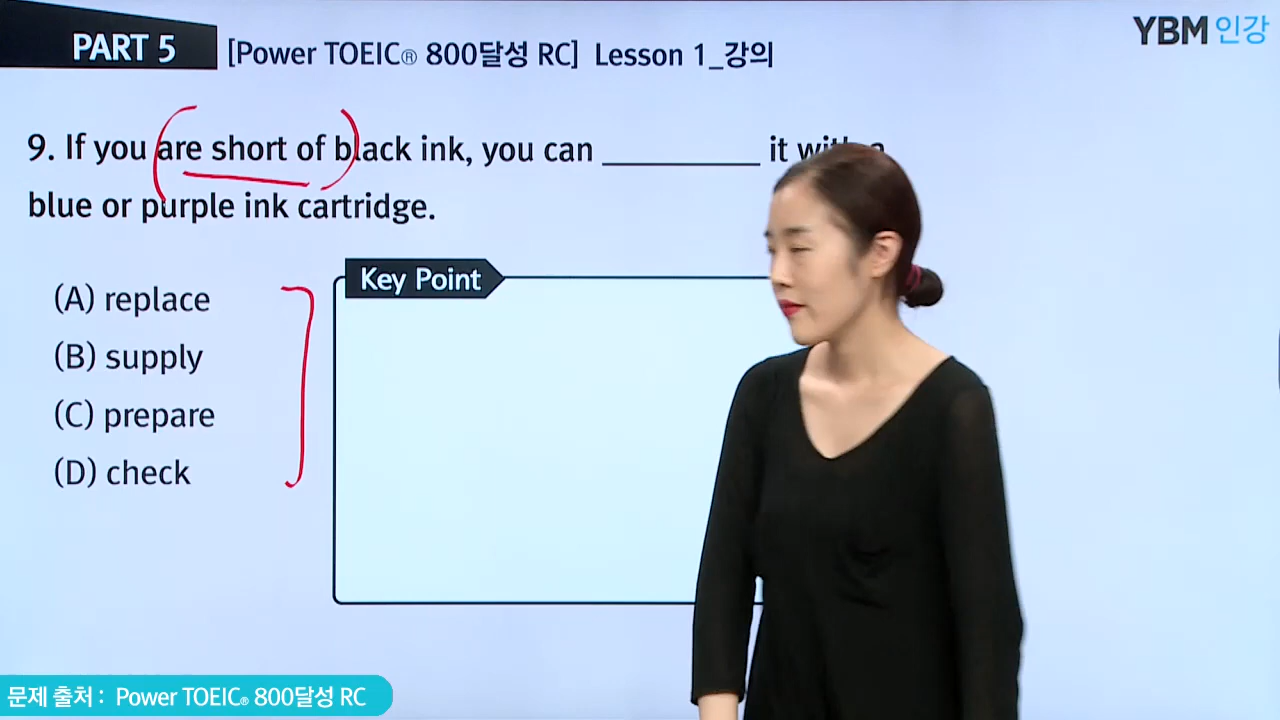 PART 5
[Power TOEIC® 800달성 RC] Lesson 1_강의
YBM 인강
9. If you are short of black ink, you can __________ it with a
blue or purple ink cartridge.
(A) replace
(B) supply
(C) prepare
(D) check
Key Point
문제 출처 : Power TOEIC® 800달성 RC